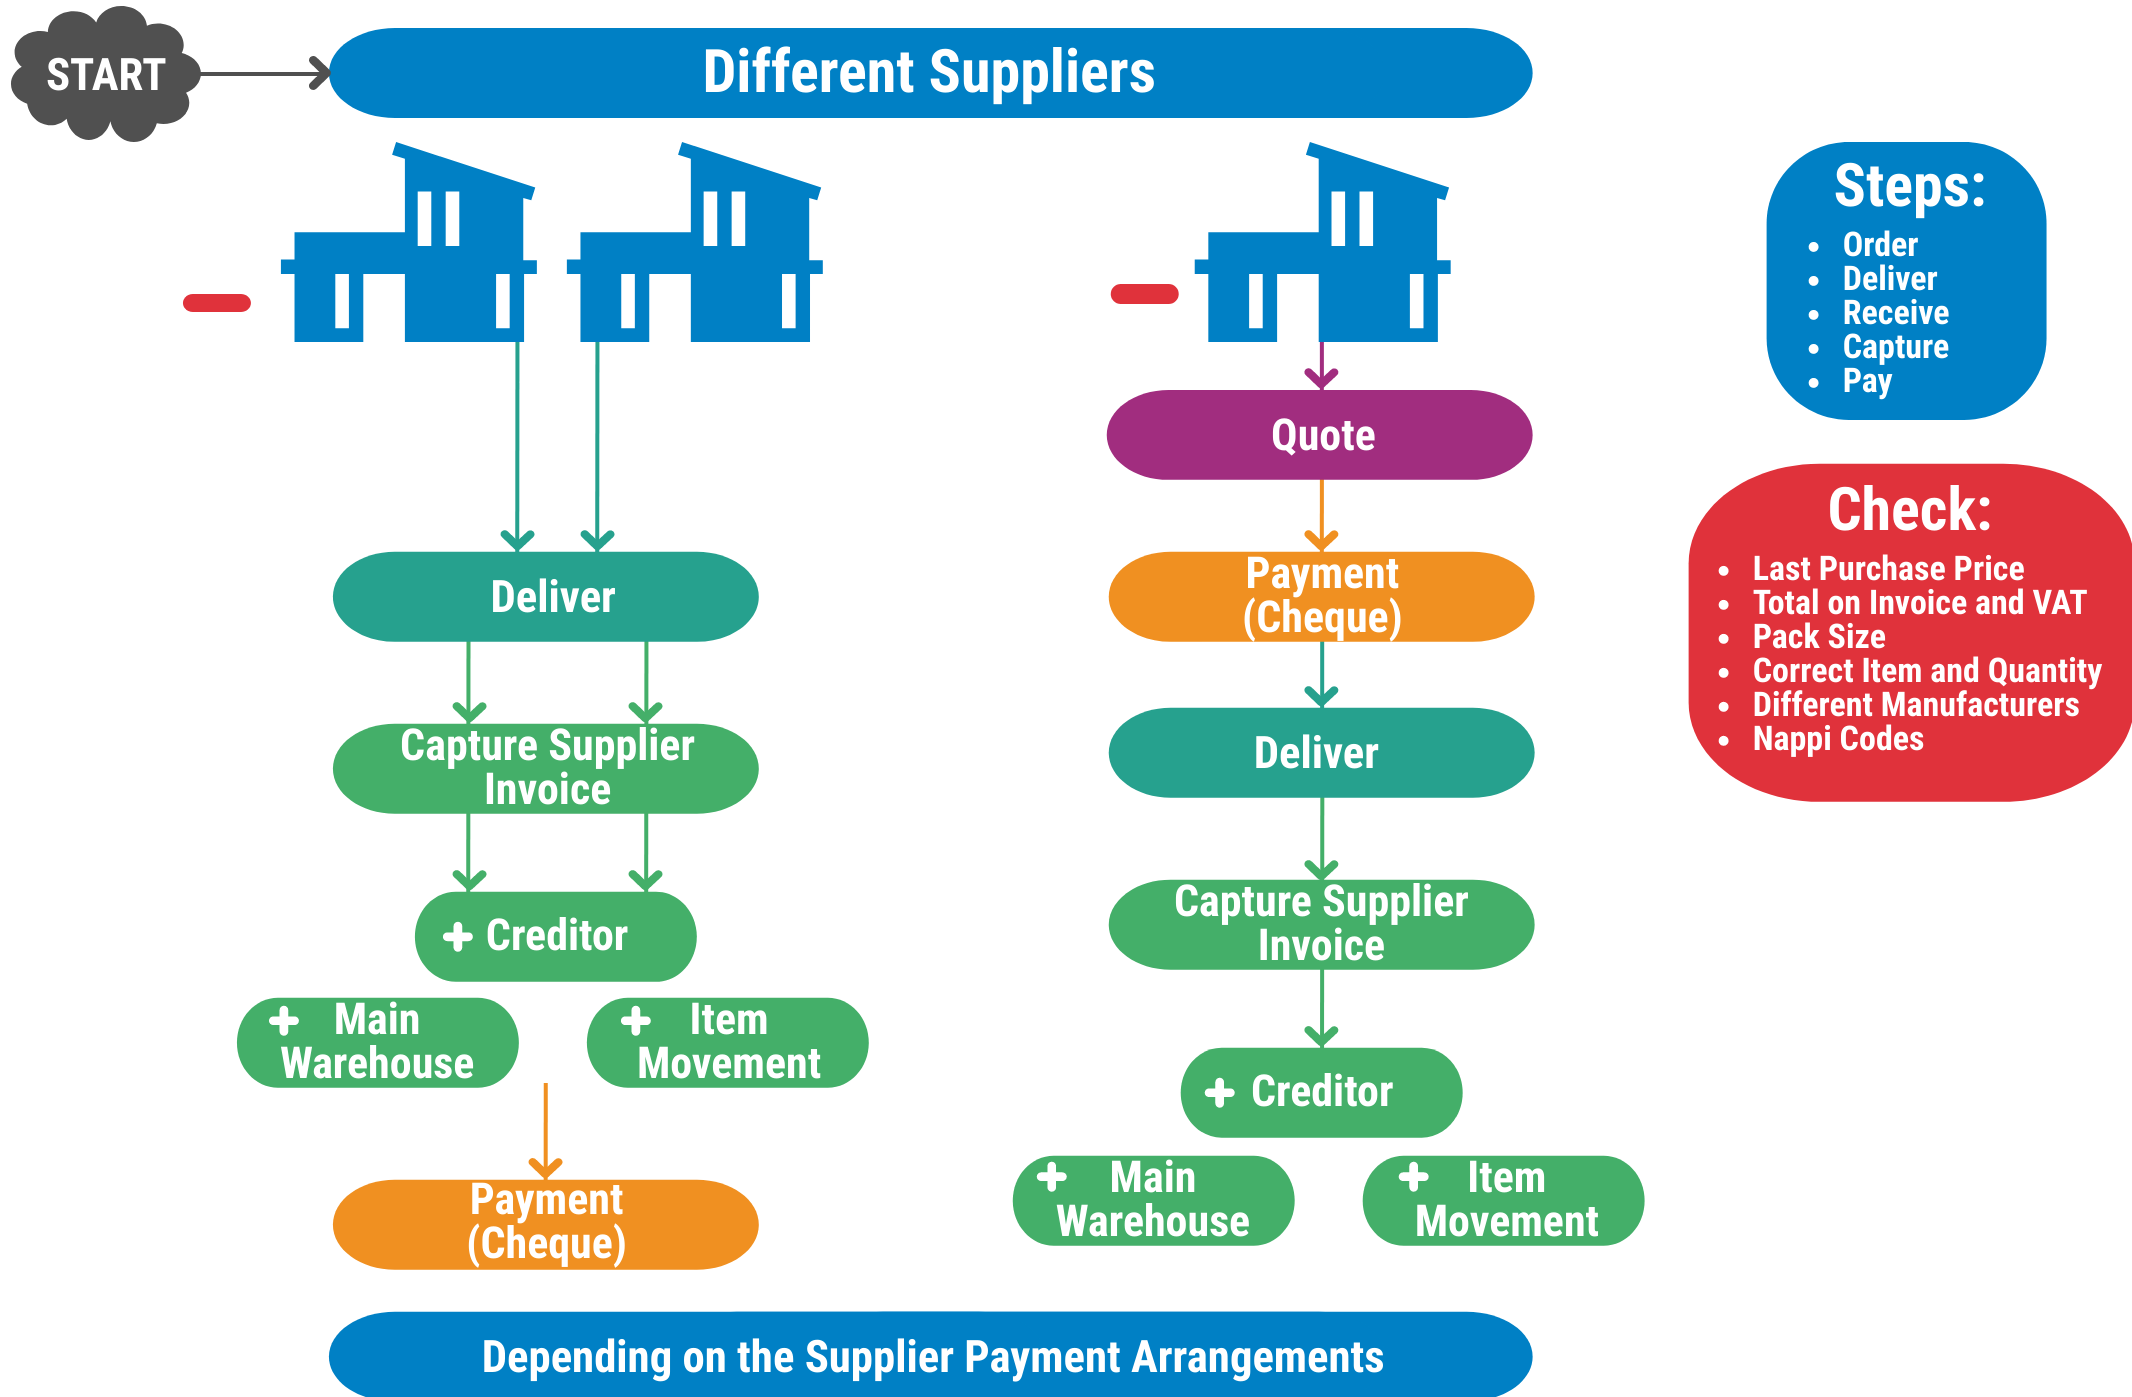 START
Different Suppliers
Deliver
Capture Supplier
Invoice
+ Creditor
+ Main
Warehouse
+ Item
Movement
Payment
(Cheque)
Quote
Payment
(Cheque)
Deliver
Capture Supplier
Invoice
+ Creditor
+ Main
Warehouse
+ Item
Movement
Steps:
• Order
• Deliver
• Receive
• Capture
• Pay
Check:
• Last Purchase Price
• Total on Invoice and VAT
• Pack Size
• Correct Item and Quantity
• Different Manufacturers
• Nappi Codes
Depending on the Supplier Payment Arrangements